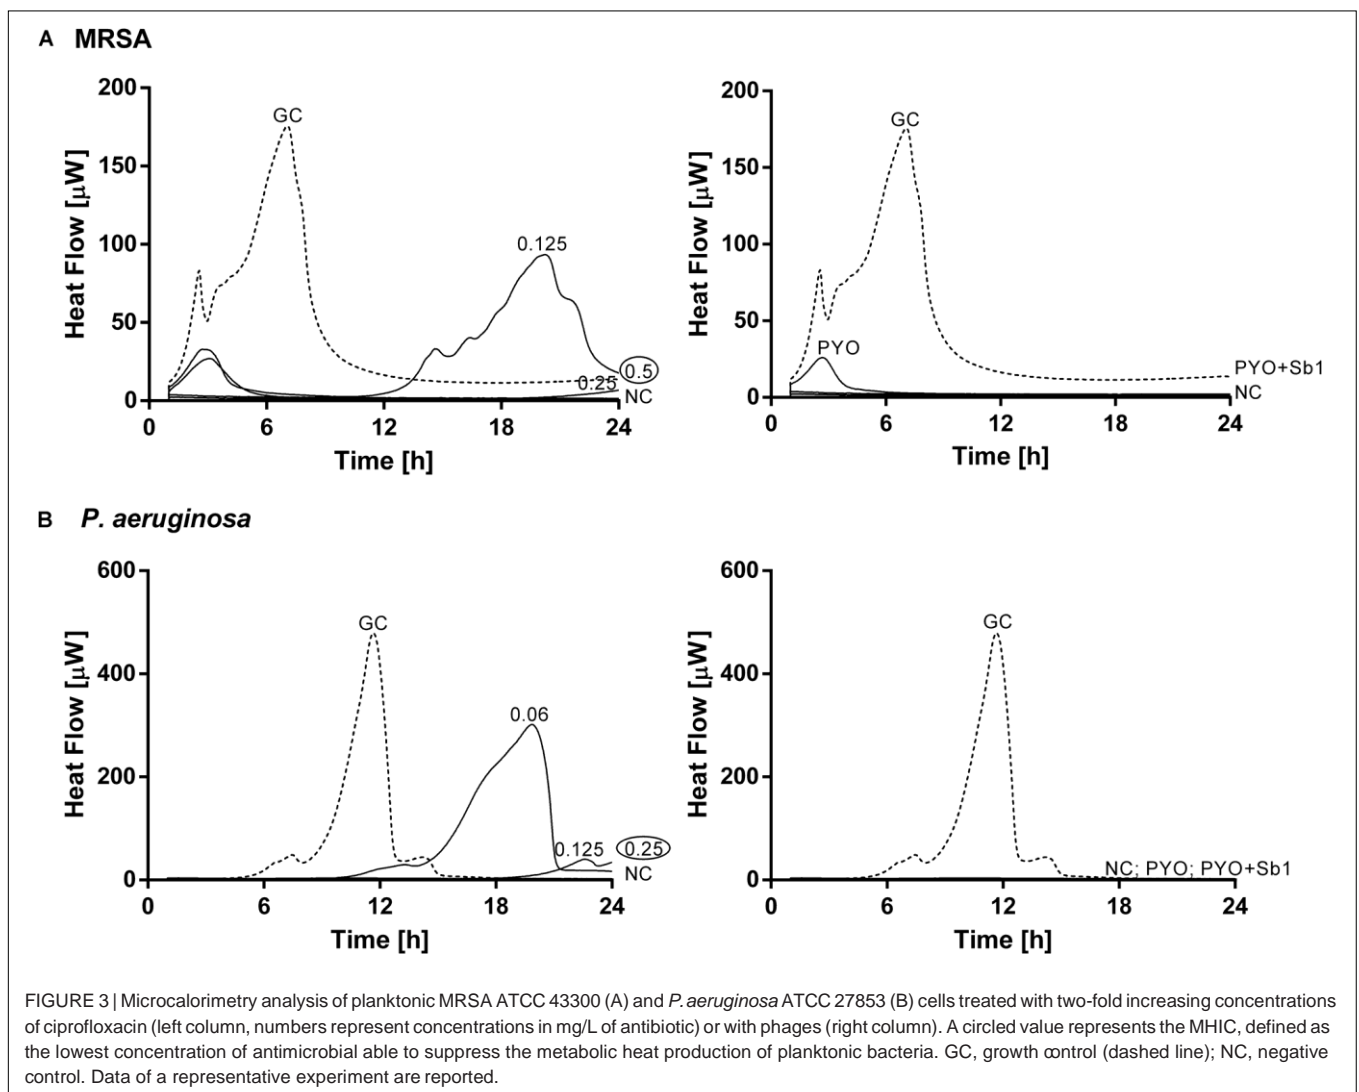 A MRSA
200
150
100
50
0
Heat Flow [µW]
GC
0.125
0.5
0.25
NC
0 6 12 18 24
Time [h]
200
150
100
50
0
Heat Flow [µW]
GC
PYO
PYO+Sb1
NC
0 6 12 18 24
Time [h]
B P. aeruginosa
600
400
200
0
Heat Flow [µW]
GC
0.06
0.125
0.25
NC
0 6 12 18 24
Time [h]
600
400
200
0
Heat Flow [µW]
GC
NC; PYO; PYO+Sb1
0 6 12 18 24
Time [h]
FIGURE 3 | Microcalorimetry analysis of planktonic MRSA ATCC 43300 (A) and P. aeruginosa ATCC 27853 (B) cells treated with two-fold increasing concentrations
of ciprofloxacin (left column, numbers represent concentrations in mg/L of antibiotic) or with phages (right column). A circled value represents the MHIC, defined as
the lowest concentration of antimicrobial able to suppress the metabolic heat production of planktonic bacteria. GC, growth control (dashed line); NC, negative
control. Data of a representative experiment are reported.